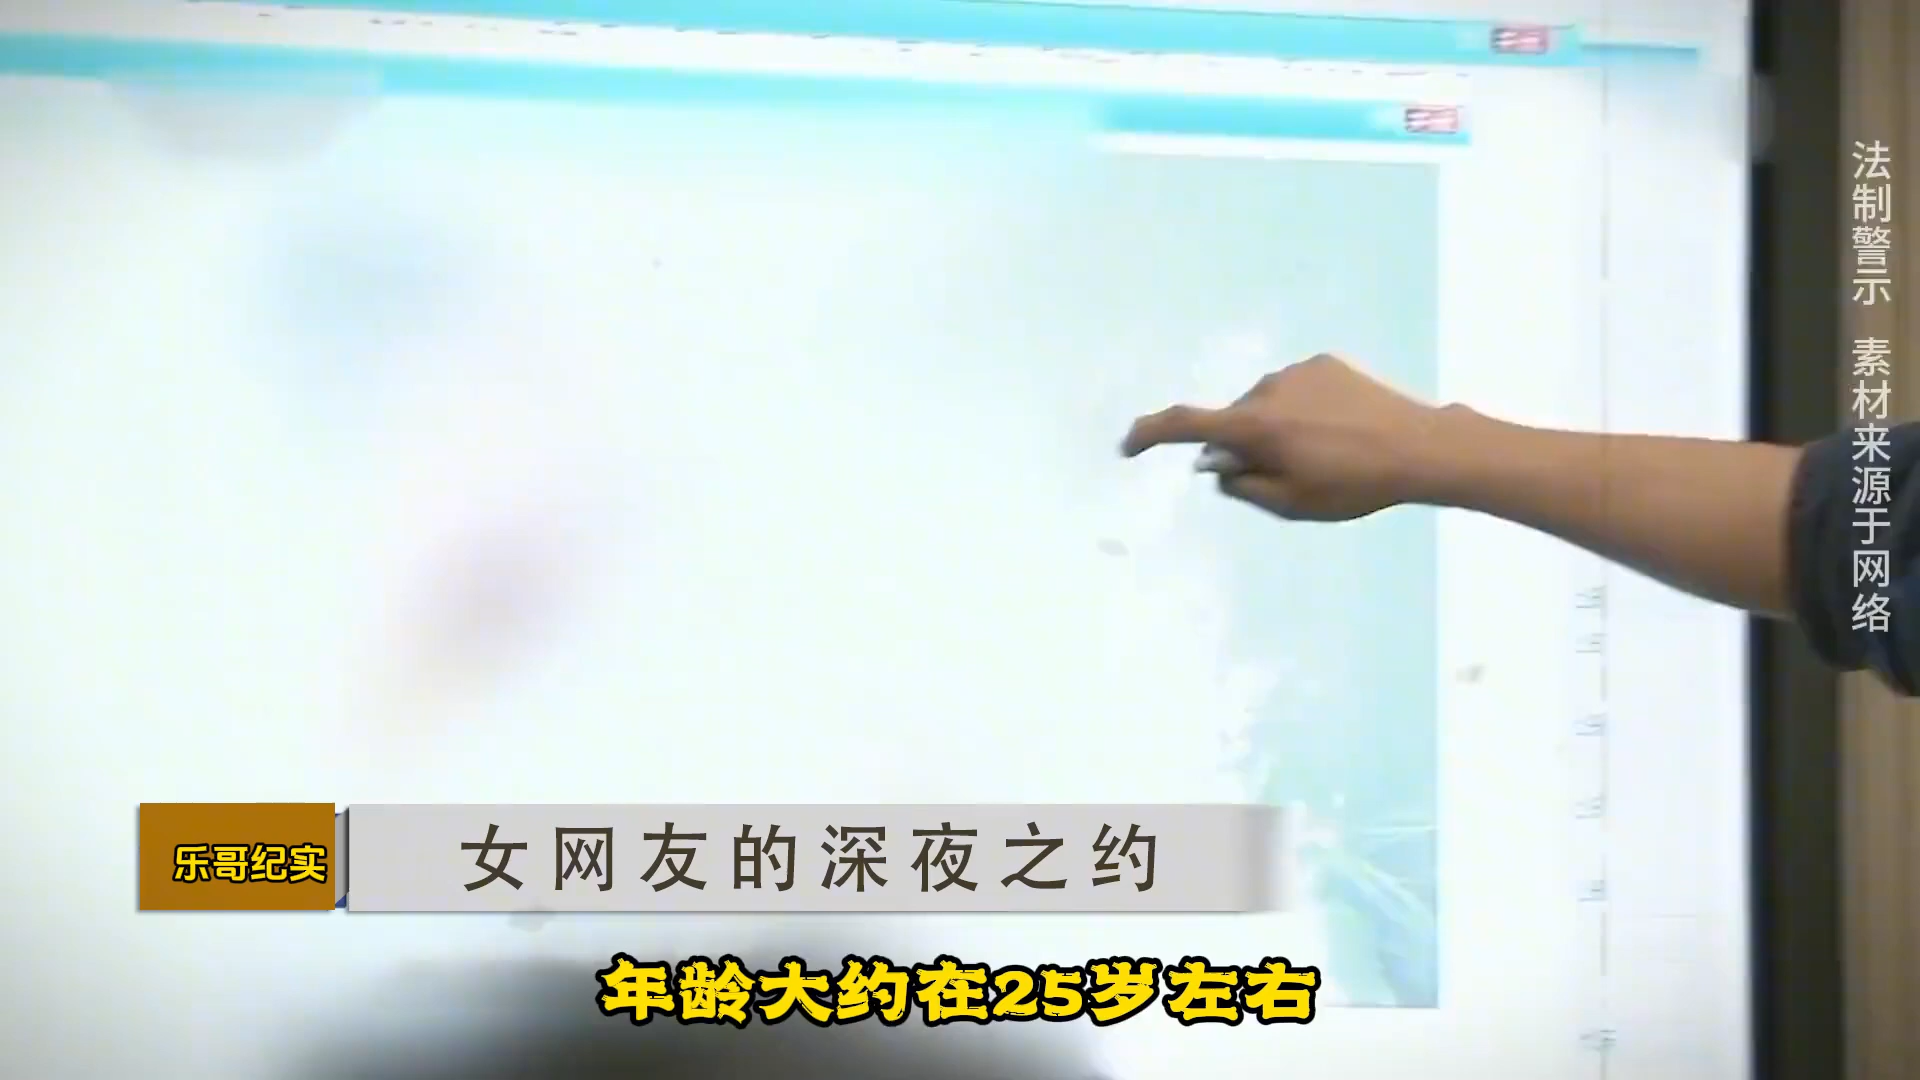 法制警示 素材来源于网络
乐哥纪实
女网友的深夜之约
年龄大约在25岁左右